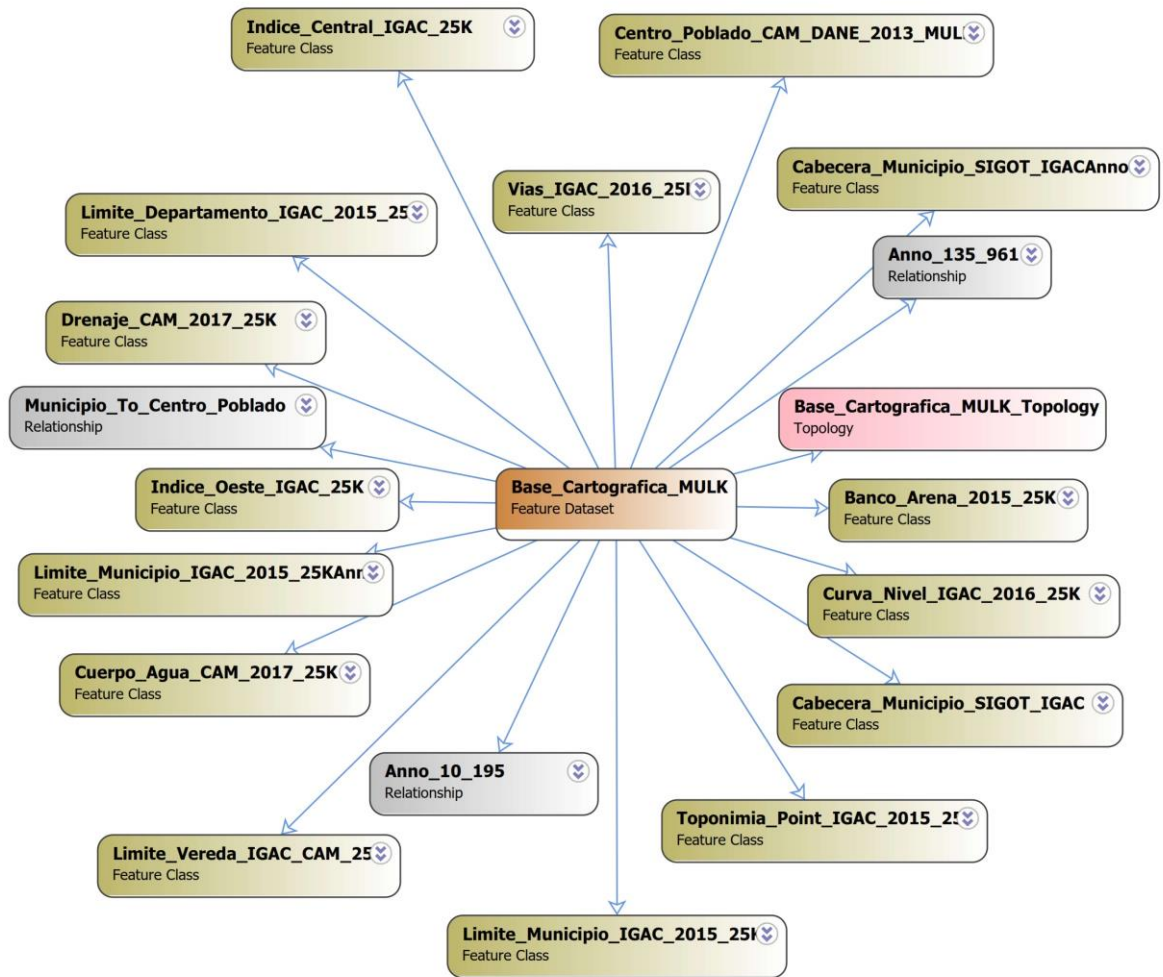 Indice_Central_IGAC_25K
Feature Class
Centro_Poblado_CAM_DANE_2013_MUL
Feature Class
Cabecera_Municipio_SIGOT_IGACAnno
Feature Class
Vias_IGAC_2016_25
Feature Class
Limite_Departamento_IGAC_2015_25
Feature Class
Anno_135_961
Relationship
Drenaje_CAM_2017_25K
Feature Class
Municipio_To_Centro_Poblado
Relationship
Base_Cartografica_MULK_Topology
Topology
Indice_Oeste_IGAC_25K
Feature Class
Base_Cartografica_MULK
Feature Dataset
Banco_Arena_2015_25K
Feature Class
Limite_Municipio_IGAC_2015_25KAnn
Feature Class
Curva_Nivel_IGAC_2016_25K
Feature Class
Cuerpo_Agua_CAM_2017_25K
Feature Class
Cabecera_Municipio_SIGOT_IGAC
Feature Class
Anno_10_195
Relationship
Toponimia_Point_IGAC_2015_25
Feature Class
Limite_Vereda_IGAC_CAM_25
Feature Class
Limite_Municipio_IGAC_2015_25K
Feature Class